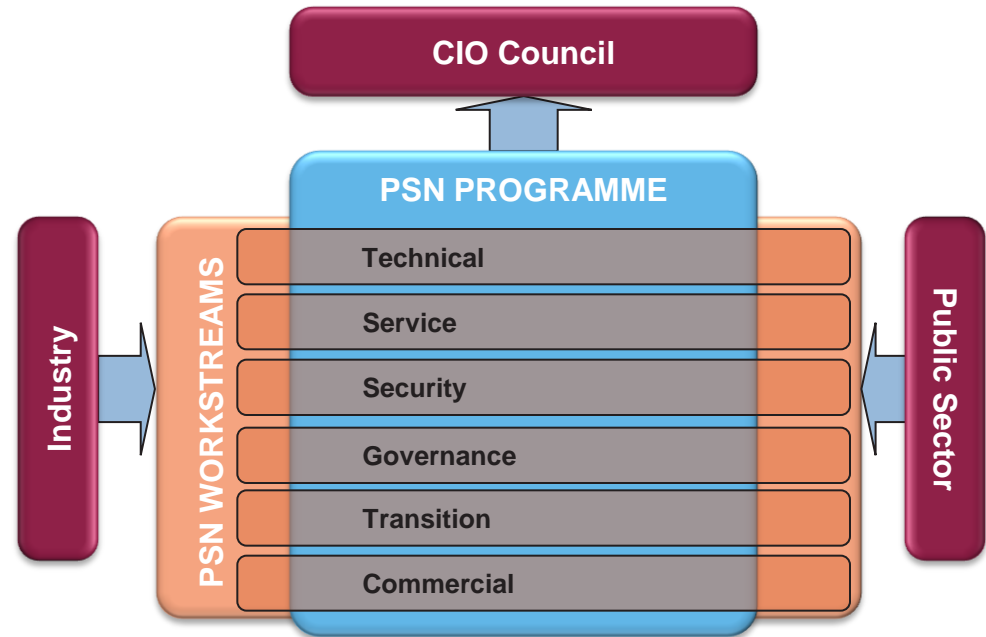 CIO Council
PSN PROGRAMME
Industry
PSN WORKSTREAMS
Technical
Service
Security
Governance
Transition
Commercial
Public Sector